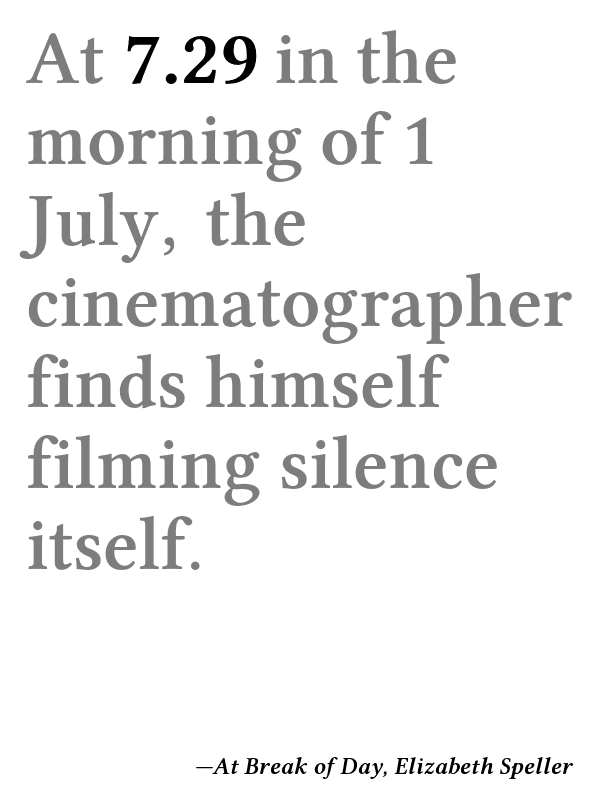 At 7.29 in the
morning of 1
July, the
cinematographer
finds himself
filming silence
itself.
—At Break of Day, Elizabeth Speller